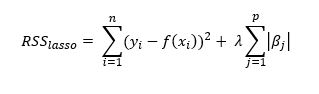 RSS_lasso = ∑_{i=1}^{n} (y_i − f(x_i))² + λ ∑_{j=1}^{p} |β_j|